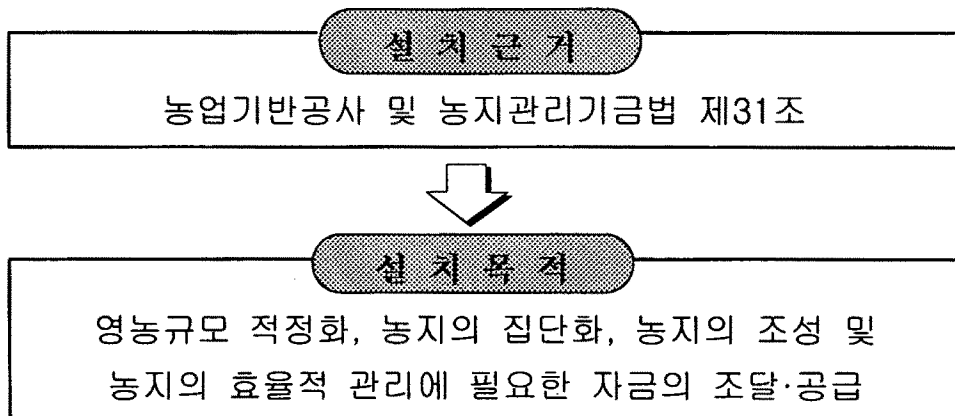 설 치 근 거
농업기반공사 및 농지관리기금법 제31조
설 치 목 적
영농규모 적정화, 농지의 집단화, 농지의 조성 및
농지의 효율적 관리에 필요한 자금의 조달·공급